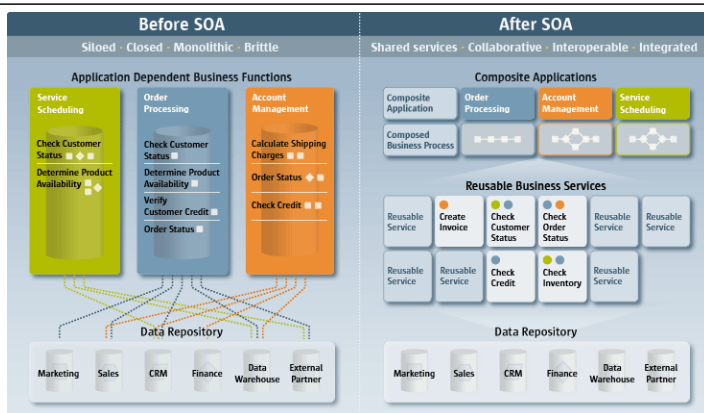 Before SOA
Siloed · Closed · Monolithic · Brittle
Application Dependent Business Functions
Service
Scheduling
Check Customer
Status
Determine Product
Availability
Order
Processing
Check Customer
Status
Determine Product
Availability
Verify
Customer Credit
Order Status
Account
Management
Calculate Shipping
Charges
Order Status
Check Credit
Data Repository
Marketing
Sales
CRM
Finance
Data
Warehouse
External
Partner
After SOA
Shared services · Collaborative · Interoperable · Integrated
Composite Applications
Composite
Application
Order
Processing
Account
Management
Service
Scheduling
Composed
Business Process
Reusable Business Services
Reusable
Service
Create
Invoice
Check
Customer
Status
Check
Order
Status
Reusable
Service
Reusable
Service
Reusable
Service
Reusable
Service
Check
Credit
Check
Inventory
Reusable
Service
Data Repository
Marketing
Sales
CRM
Finance
Data
Warehouse
External
Partner